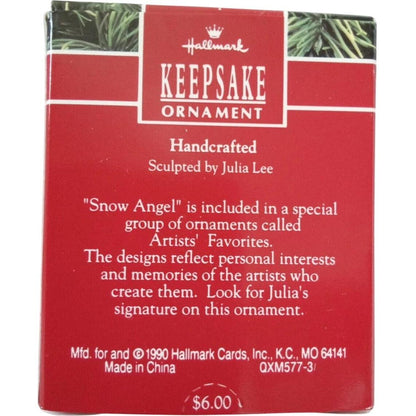 Hallmark
KEEPSAKE
ORNAMENT
Handcrafted
Sculpted by Julia Lee
"Snow Angel" is included in a special
group of ornaments called
Artists' Favorites.
The designs reflect personal interests
and memories of the artists who
create them. Look for Julia's
signature on this ornament.
Mfd. for and © 1990 Hallmark Cards, Inc., K.C., MO 64141
Made in China QXM577-3
$6.00